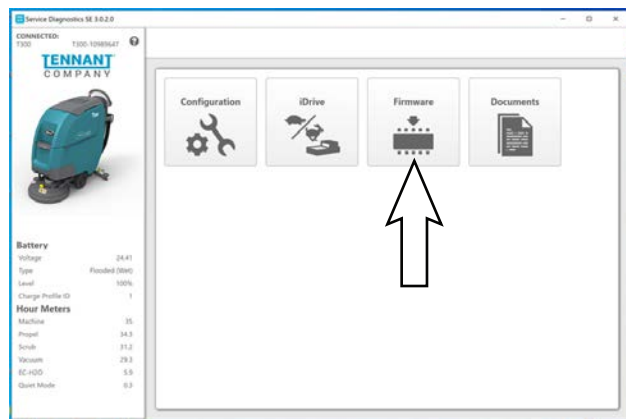 Service Diagnostics SE 3.0.2.0
CONNECTED:
T300 T300-10989647
TENNANT
COMPANY
Configuration
iDrive
Firmware
Documents
Battery
Voltage 24.41
Type Flooded (Wet)
Level 100%
Charge Profile ID 1
Hour Meters
Machine 35
Propel 34.3
Scrub 31.2
Vacuum 29.3
EC-H2O 5.9
Quiet Mode 0.3